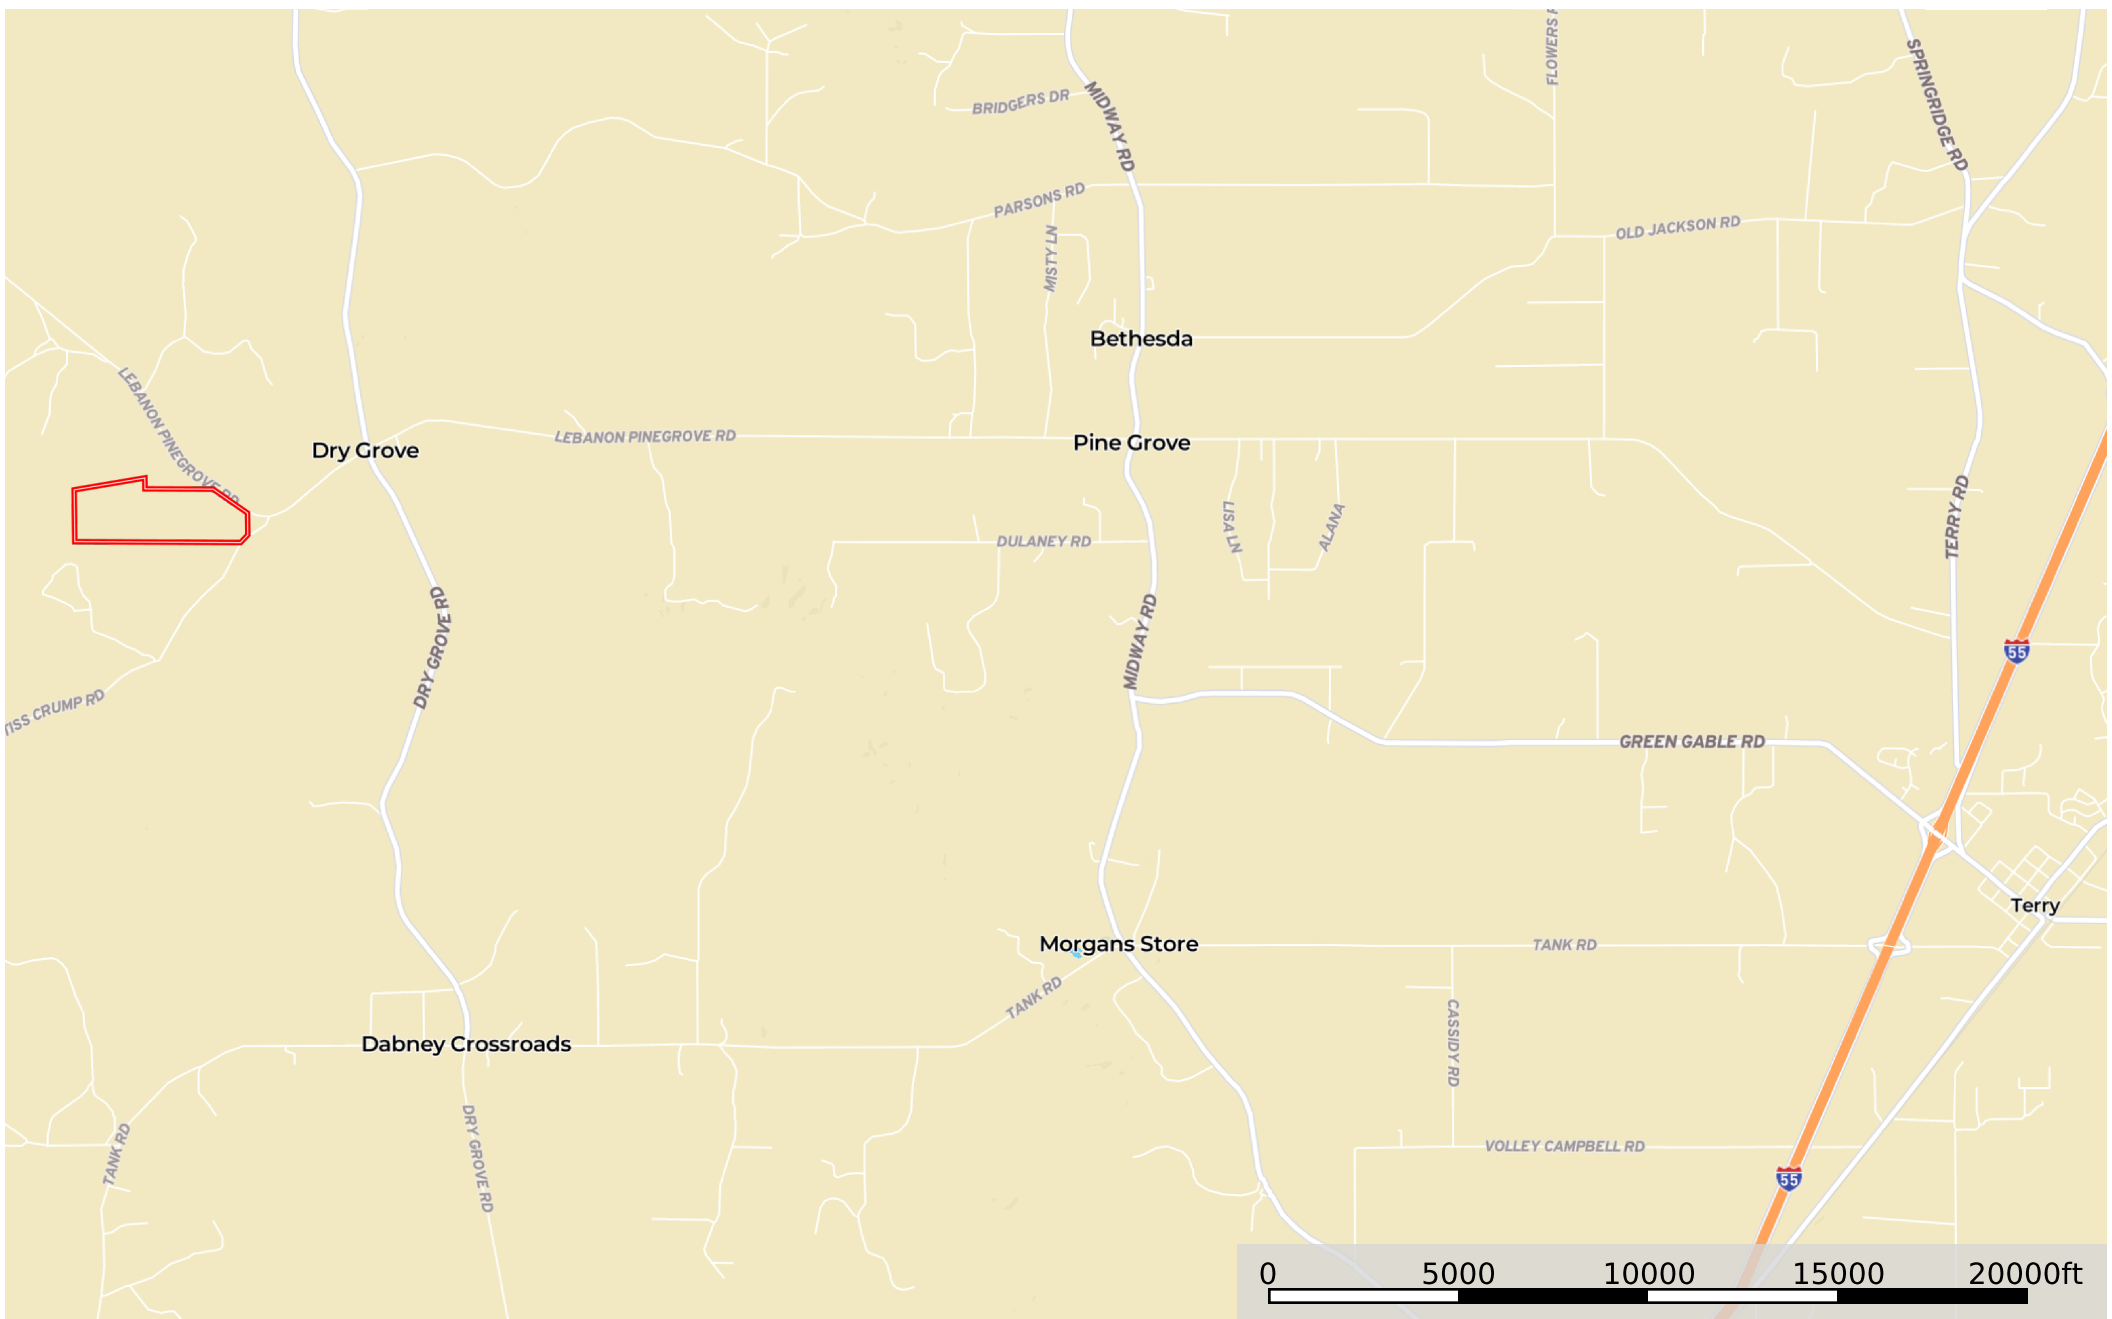 FLOWERS
SPRINGRIDGE RD
BRIDGERS DR
MIDWAY RD
PARSONS RD
OLD JACKSON RD
MISTY LN
Bethesda
LEBANON PINEGROVE RD
Dry Grove
LEBANON PINEGROVE RD
Pine Grove
LISA LN
ALANA
TERRY RD
DULANEY RD
DRY GROVE RD
MIDWAY RD
55
TISS CRUMP RD
GREEN GABLE RD
Terry
Morgans Store
TANK RD
TANK RD
CASSIDY RD
Dabney Crossroads
TANK RD
DRY GROVE RD
VOLLEY CAMPBELL RD
55
0 5000 10000 15000 20000ft